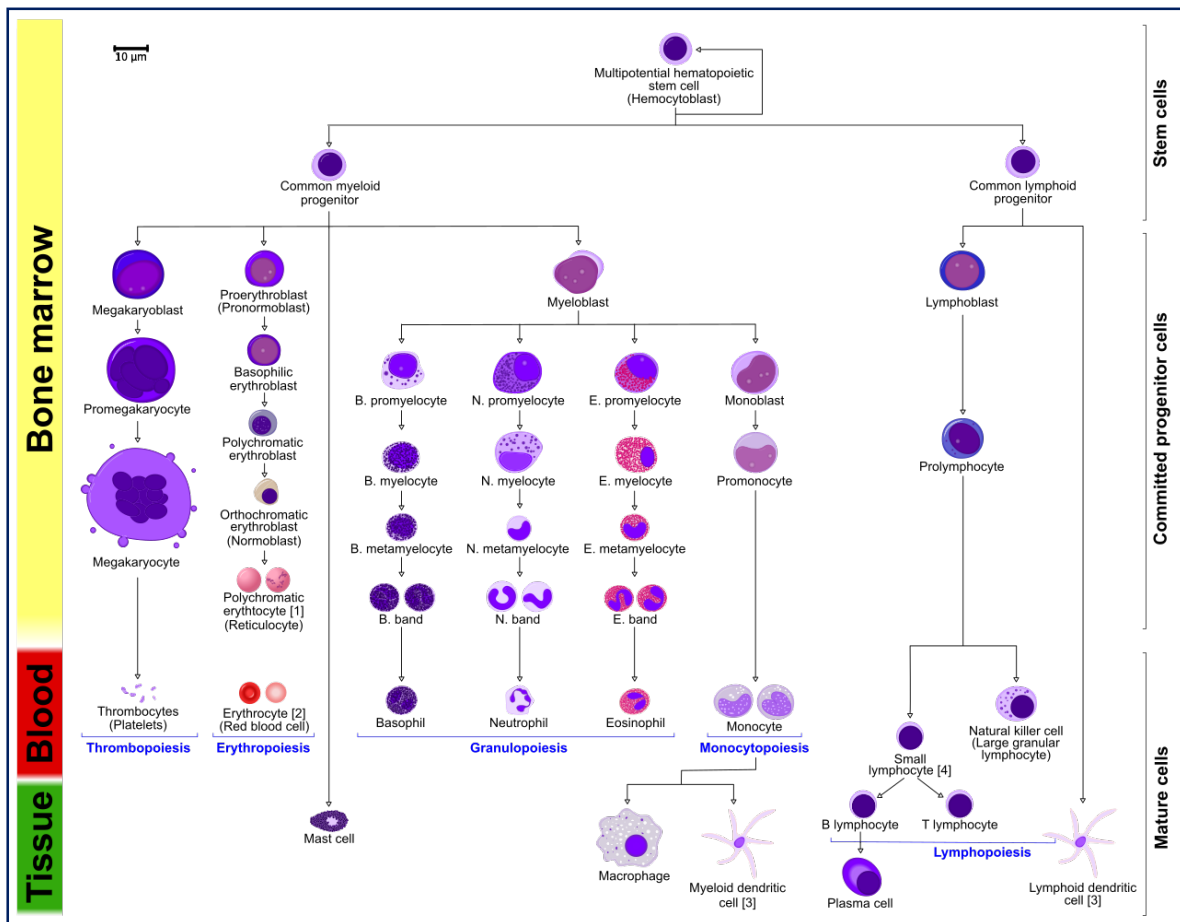 10 µm
Multipotential hematopoietic
stem cell
(Hemocytoblast)
Common myeloid
progenitor
Common lymphoid
progenitor
Megakaryoblast
Proerythroblast
(Pronormoblast)
Myeloblast
Lymphoblast
Promegakaryocyte
Basophilic
erythroblast
B. promyelocyte
N. promyelocyte
E. promyelocyte
Monoblast
Polychromatic
erythroblast
Prolymphocyte
B. myelocyte
N. myelocyte
E. myelocyte
Promonocyte
Orthochromatic
erythroblast
(Normoblast)
B. metamyelocyte
N. metamyelocyte
E. metamyelocyte
Megakaryocyte
Polychromatic
erythtocyte [1]
(Reticulocyte)
B. band
N. band
E. band
Thrombocytes
(Platelets)
Erythrocyte [2]
(Red blood cell)
Basophil
Neutrophil
Eosinophil
Monocyte
Natural killer cell
(Large granular
lymphocyte)
Thrombopoiesis
Erythropoiesis
Granulopoiesis
Monocytopoiesis
Small
lymphocyte [4]
Mast cell
B lymphocyte
T lymphocyte
Lymphopoiesis
Macrophage
Myeloid dendritic
cell [3]
Plasma cell
Lymphoid dendritic
cell [3]
Bone marrow
Blood
Tissue
Stem cells
Committed progenitor cells
Mature cells